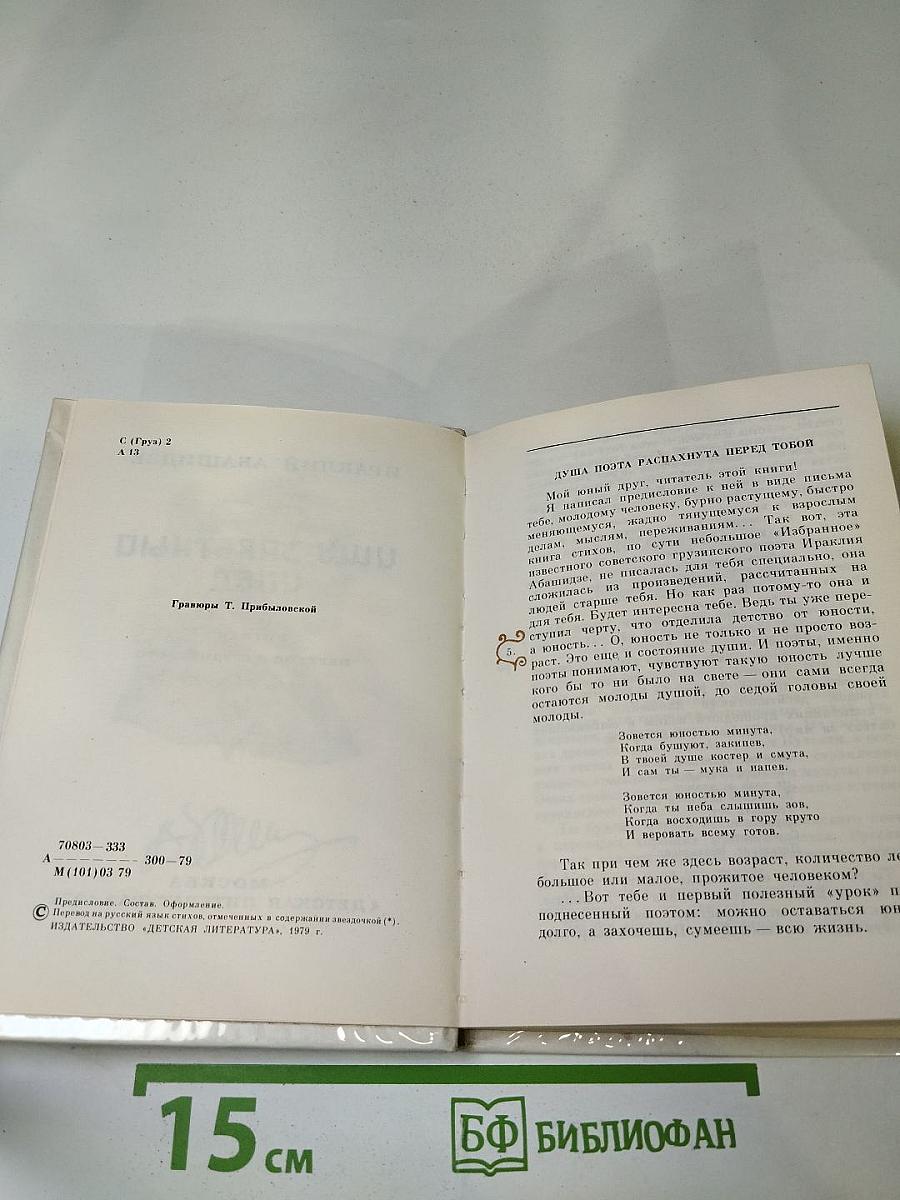 С (Груз) 2
А 13
Гравюры Т. Прибыловской
70803—333
А———————300—79
М(101)03 79
Предисловие. Состав. Оформление.
© Перевод на русский язык стихов, отмеченных в содержании звездочкой (*).
ИЗДАТЕЛЬСТВО «ДЕТСКАЯ ЛИТЕРАТУРА», 1979 г.
ДУША ПОЭТА РАСПАХНУТА ПЕРЕД ТОБОЙ
Мой юный друг, читатель этой книги!
Я написал предисловие к ней в виде письма
тебе, молодому человеку, бурно растущему, быстро
меняющемуся, жадно тянущемуся к взрослым
делам, мыслям, переживаниям... Так вот, эта
книга стихов, по сути небольшое «Избранное»
известного советского грузинского поэта Ираклия
Абашидзе, не писалась для тебя специально, она
сложилась из произведений, рассчитанных на
людей старше тебя. Но как раз потому-то она и
для тебя. Будет интересна тебе. Ведь ты уже пере-
ступил черту, что отделила детство от юности,
а юность... О, юность не только и не просто воз-
раст. Это еще и состояние души. И поэты, именно
поэты понимают, чувствуют такую юность лучше
кого бы то ни было на свете — они сами всегда
остаются молоды душой, до седой головы своей
молоды.
5.
Зовется юностью минута,
Когда бушуют, закипев,
В твоей душе костер и смута,
И сам ты — мука и напев.
Зовется юностью минута,
Когда ты неба слышишь зов,
Когда восходишь в гору круто
И веровать всему готов.
Так при чем же здесь возраст, количество ле
большое или малое, прожитое человеком?
...Вот тебе и первый полезный «урок» п
поднесенный поэтом: можно оставаться юн
долго, а захочешь, сумеешь — всю жизнь.
15 см
БФ БИБЛИОФАН